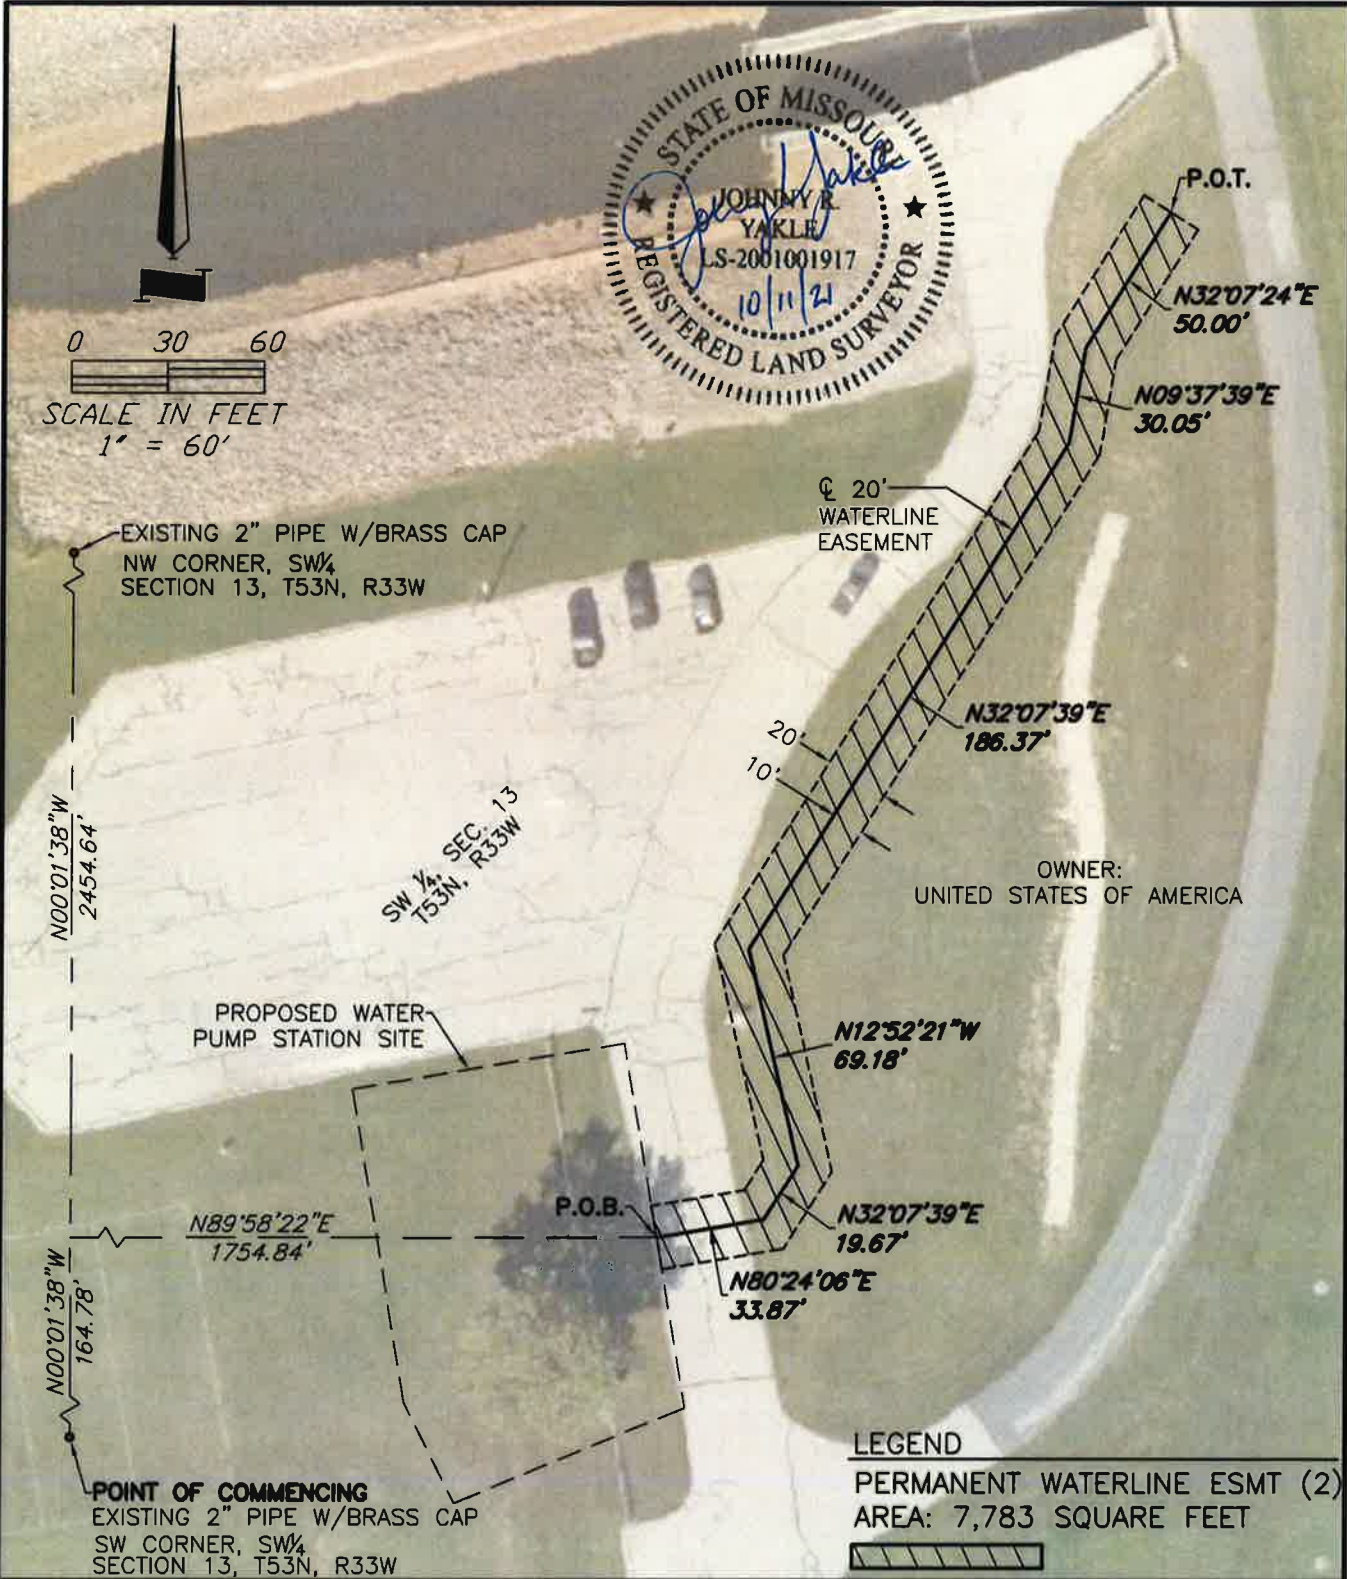 STATE OF MISSOURI
JOHNNY R.
YAKLE
LS-2001001917
10/11/21
REGISTERED LAND SURVEYOR
P.O.T.
N32°07'24"E
50.00'
N09°37'39"E
30.05'
0 30 60
SCALE IN FEET
1" = 60'
℄ 20'
WATERLINE
EASEMENT
EXISTING 2" PIPE W/BRASS CAP
NW CORNER, SW¼
SECTION 13, T53N, R33W
N32°07'39"E
186.37'
20'
10'
N00°01'38"W
2454.64'
SW ¼, SEC. 13
T53N, R33W
OWNER:
UNITED STATES OF AMERICA
PROPOSED WATER
PUMP STATION SITE
N12°52'21"W
69.18'
P.O.B.
N89°58'22"E
1754.84'
N32°07'39"E
19.67'
N80°24'06"E
33.87'
N00°01'38"W
164.78'
POINT OF COMMENCING
EXISTING 2" PIPE W/BRASS CAP
SW CORNER, SW¼
SECTION 13, T53N, R33W
LEGEND
PERMANENT WATERLINE ESMT (2)
AREA: 7,783 SQUARE FEET